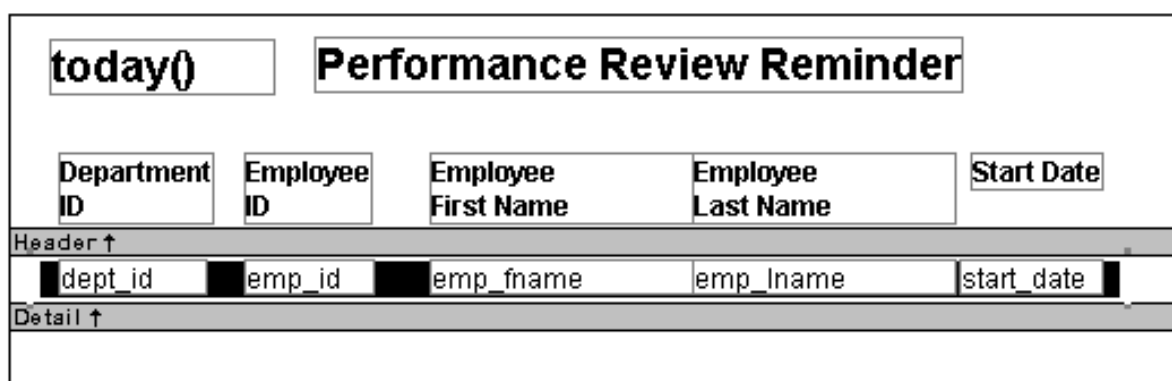 today() Performance Review Reminder
Department Employee Employee Employee Start Date
ID ID First Name Last Name
Header ↑
dept_id emp_id emp_fname emp_lname start_date
Detail ↑